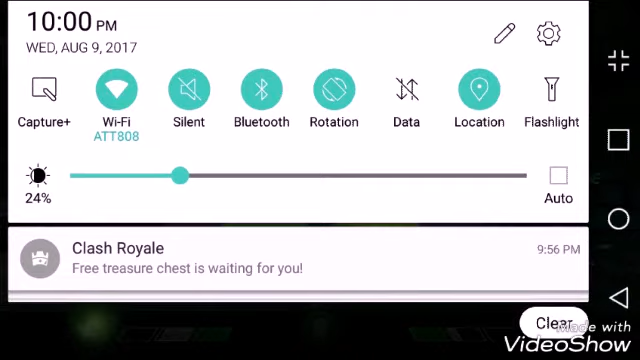 10:00 PM
WED, AUG 9, 2017
Capture+
Wi-Fi
ATT808
Silent
Bluetooth
Rotation
Data
Location
Flashlight
24%
Auto
Clash Royale
9:56 PM
Free treasure chest is waiting for you!
Clear
Made with
VideoShow